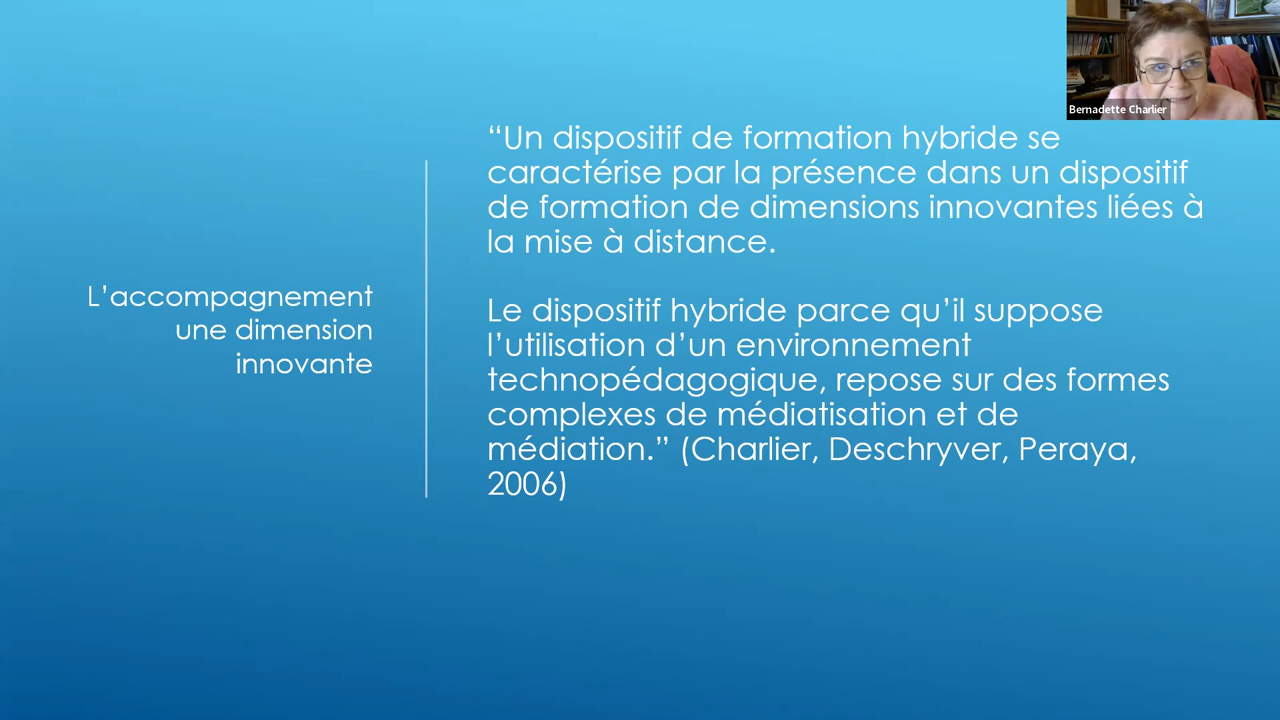 Bernadette Charlier
L’accompagnement
une dimension
innovante
“Un dispositif de formation hybride se
caractérise par la présence dans un dispositif
de formation de dimensions innovantes liées à
la mise à distance.
Le dispositif hybride parce qu’il suppose
l’utilisation d’un environnement
technopédagogique, repose sur des formes
complexes de médiatisation et de
médiation.” (Charlier, Deschryver, Peraya,
2006)